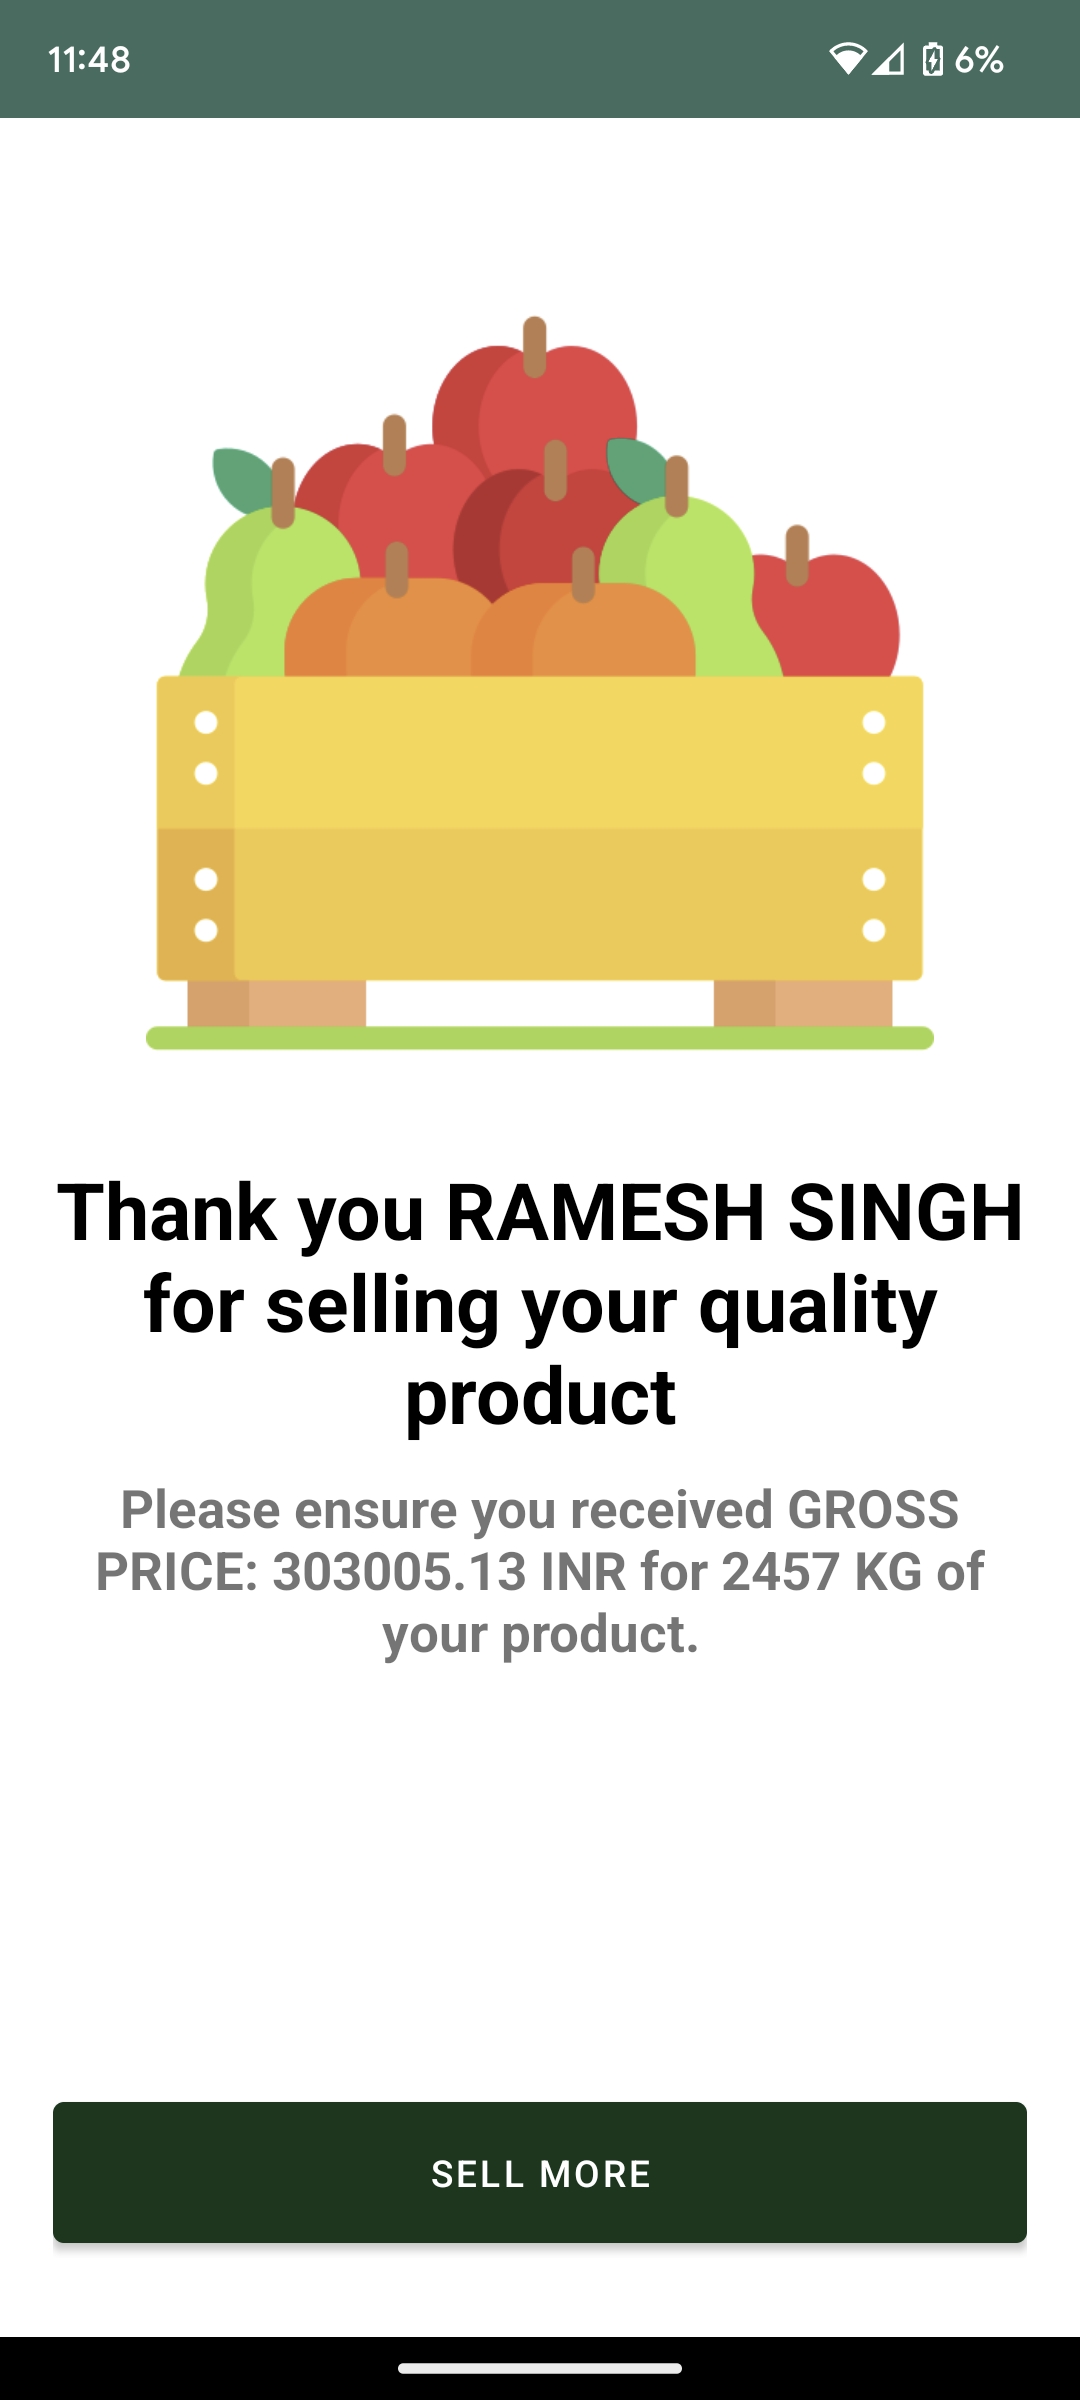 11:48
6%
Thank you RAMESH SINGH
for selling your quality
product
Please ensure you received GROSS
PRICE: 303005.13 INR for 2457 KG of
your product.
SELL MORE